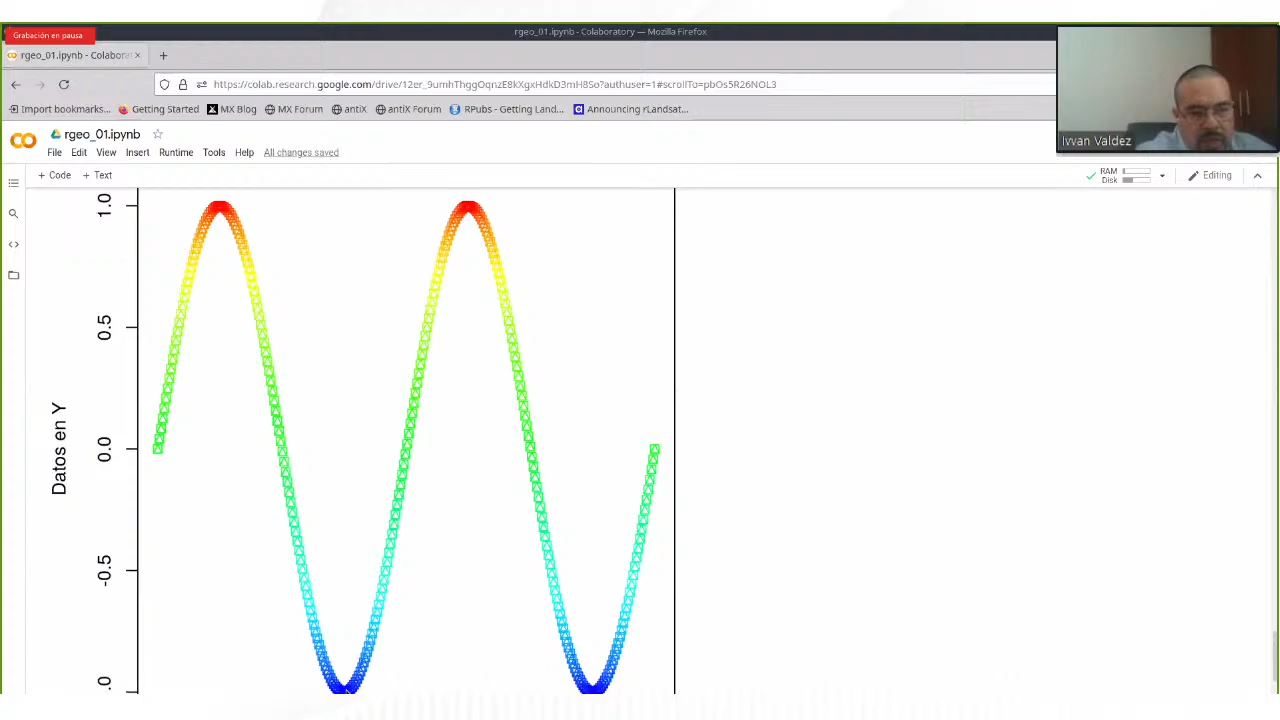 Grabación en pausa
rgeo_01.ipynb - Colaboratory — Mozilla Firefox
rgeo_01.ipynb - Colabora
https://colab.research.google.com/drive/12er_9umhThggOqnzE8kXgxHdkD3mH8So?authuser=1#scrollTo=pbOs5R26NOL3
Import bookmarks... Getting Started MX Blog MX Forum antiX antiX Forum RPubs - Getting Land... Announcing rLandsat...
Ivvan Valdez
rgeo_01.ipynb
File Edit View Insert Runtime Tools Help All changes saved
+ Code + Text
RAM
Disk
Editing
1.0
0.5
Datos en Y
0.0
-0.5
.0